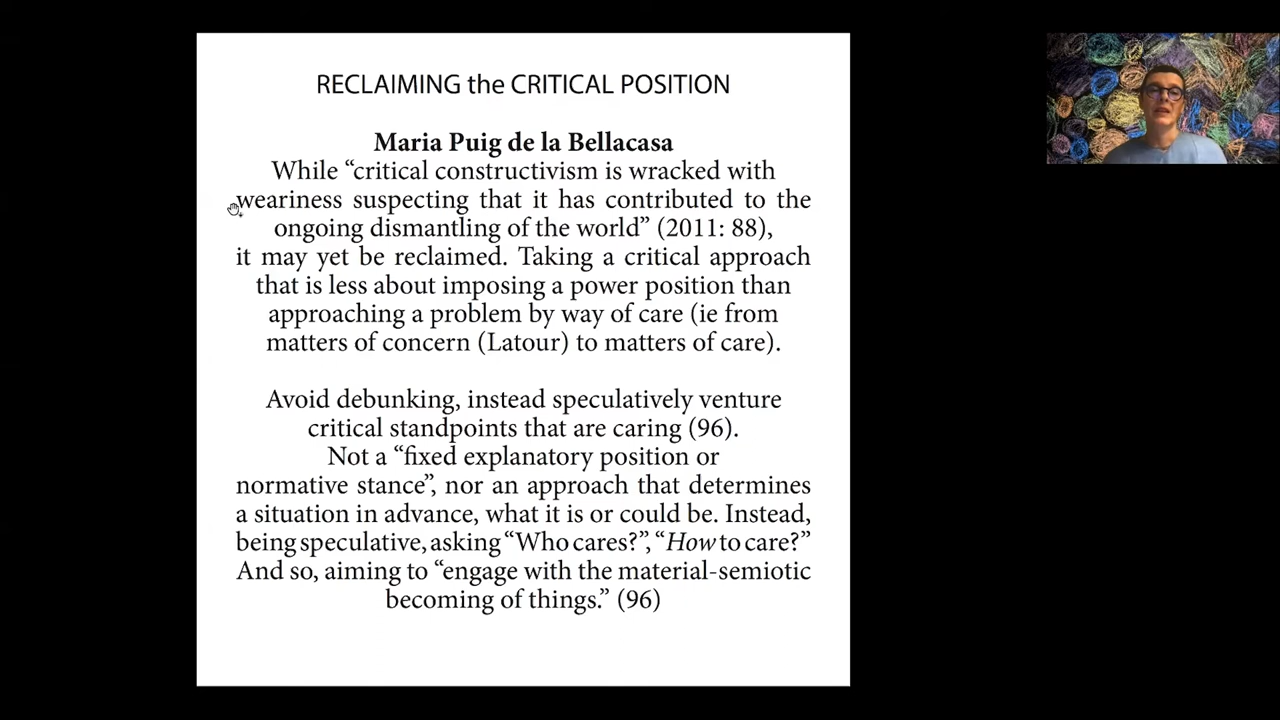 RECLAIMING the CRITICAL POSITION
Maria Puig de la Bellacasa
While “critical constructivism is wracked with
weariness suspecting that it has contributed to the
ongoing dismantling of the world” (2011: 88),
it may yet be reclaimed. Taking a critical approach
that is less about imposing a power position than
approaching a problem by way of care (ie from
matters of concern (Latour) to matters of care).
Avoid debunking, instead speculatively venture
critical standpoints that are caring (96).
Not a “fixed explanatory position or
normative stance”, nor an approach that determines
a situation in advance, what it is or could be. Instead,
being speculative, asking “Who cares?”, “How to care?”
And so, aiming to “engage with the material-semiotic
becoming of things.” (96)